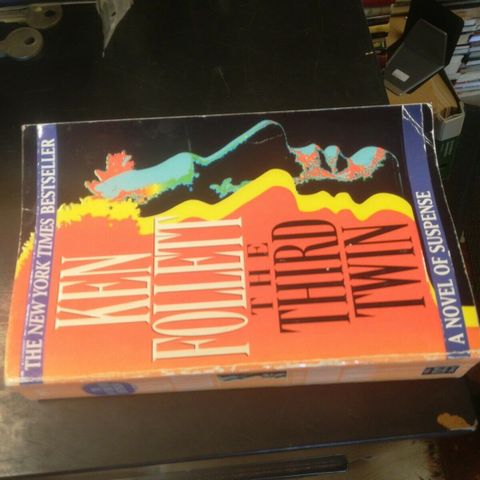 THE NEW YORK TIMES BESTSELLER
KEN
FOLLETT
THE
THIRD
TWIN
A NOVEL OF SUSPENSE